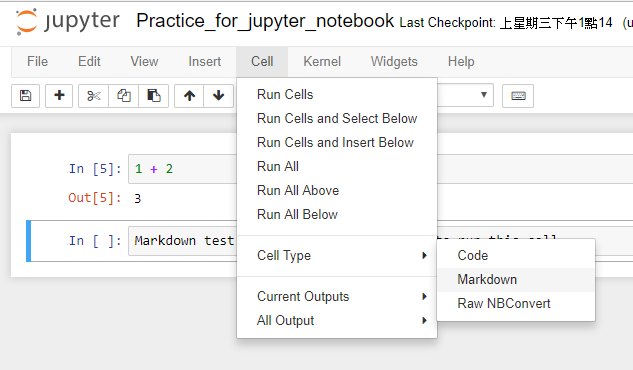 jupyter Practice_for_jupyter_notebook Last Checkpoint: 上星期三下午1點14 (u
File Edit View Insert Cell Kernel Widgets Help
Run Cells
Run Cells and Select Below
Run Cells and Insert Below
Run All
Run All Above
Run All Below
Cell Type
Current Outputs
All Output
Code
Markdown
Raw NBConvert
In [5]: 1 + 2
Out[5]: 3
In [ ]: Markdown test to run this cell